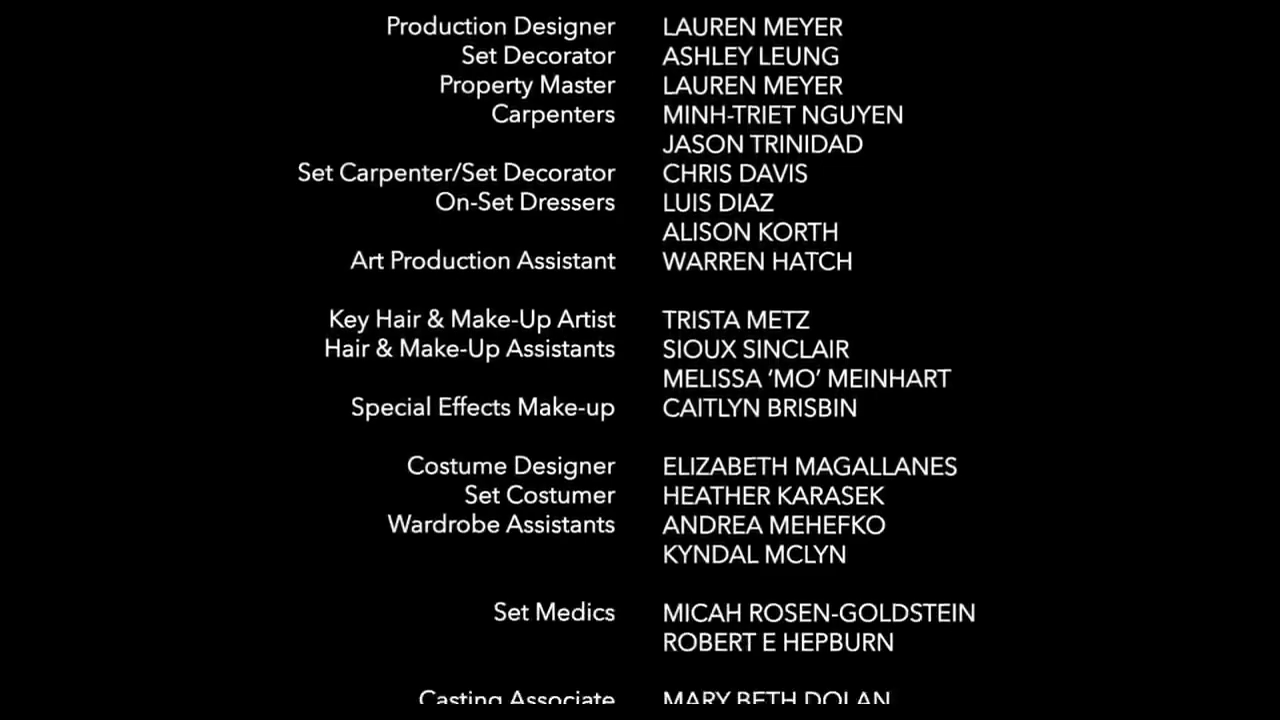 Production Designer LAUREN MEYER
Set Decorator ASHLEY LEUNG
Property Master LAUREN MEYER
Carpenters MINH-TRIET NGUYEN
JASON TRINIDAD
Set Carpenter/Set Decorator CHRIS DAVIS
On-Set Dressers LUIS DIAZ
ALISON KORTH
Art Production Assistant WARREN HATCH
Key Hair & Make-Up Artist TRISTA METZ
Hair & Make-Up Assistants SIOUX SINCLAIR
MELISSA ‘MO’ MEINHART
Special Effects Make-up CAITLYN BRISBIN
Costume Designer ELIZABETH MAGALLANES
Set Costumer HEATHER KARASEK
Wardrobe Assistants ANDREA MEHEFKO
KYNDAL MCLYN
Set Medics MICAH ROSEN-GOLDSTEIN
ROBERT E HEPBURN
Casting Associate MARY BETH DOLAN